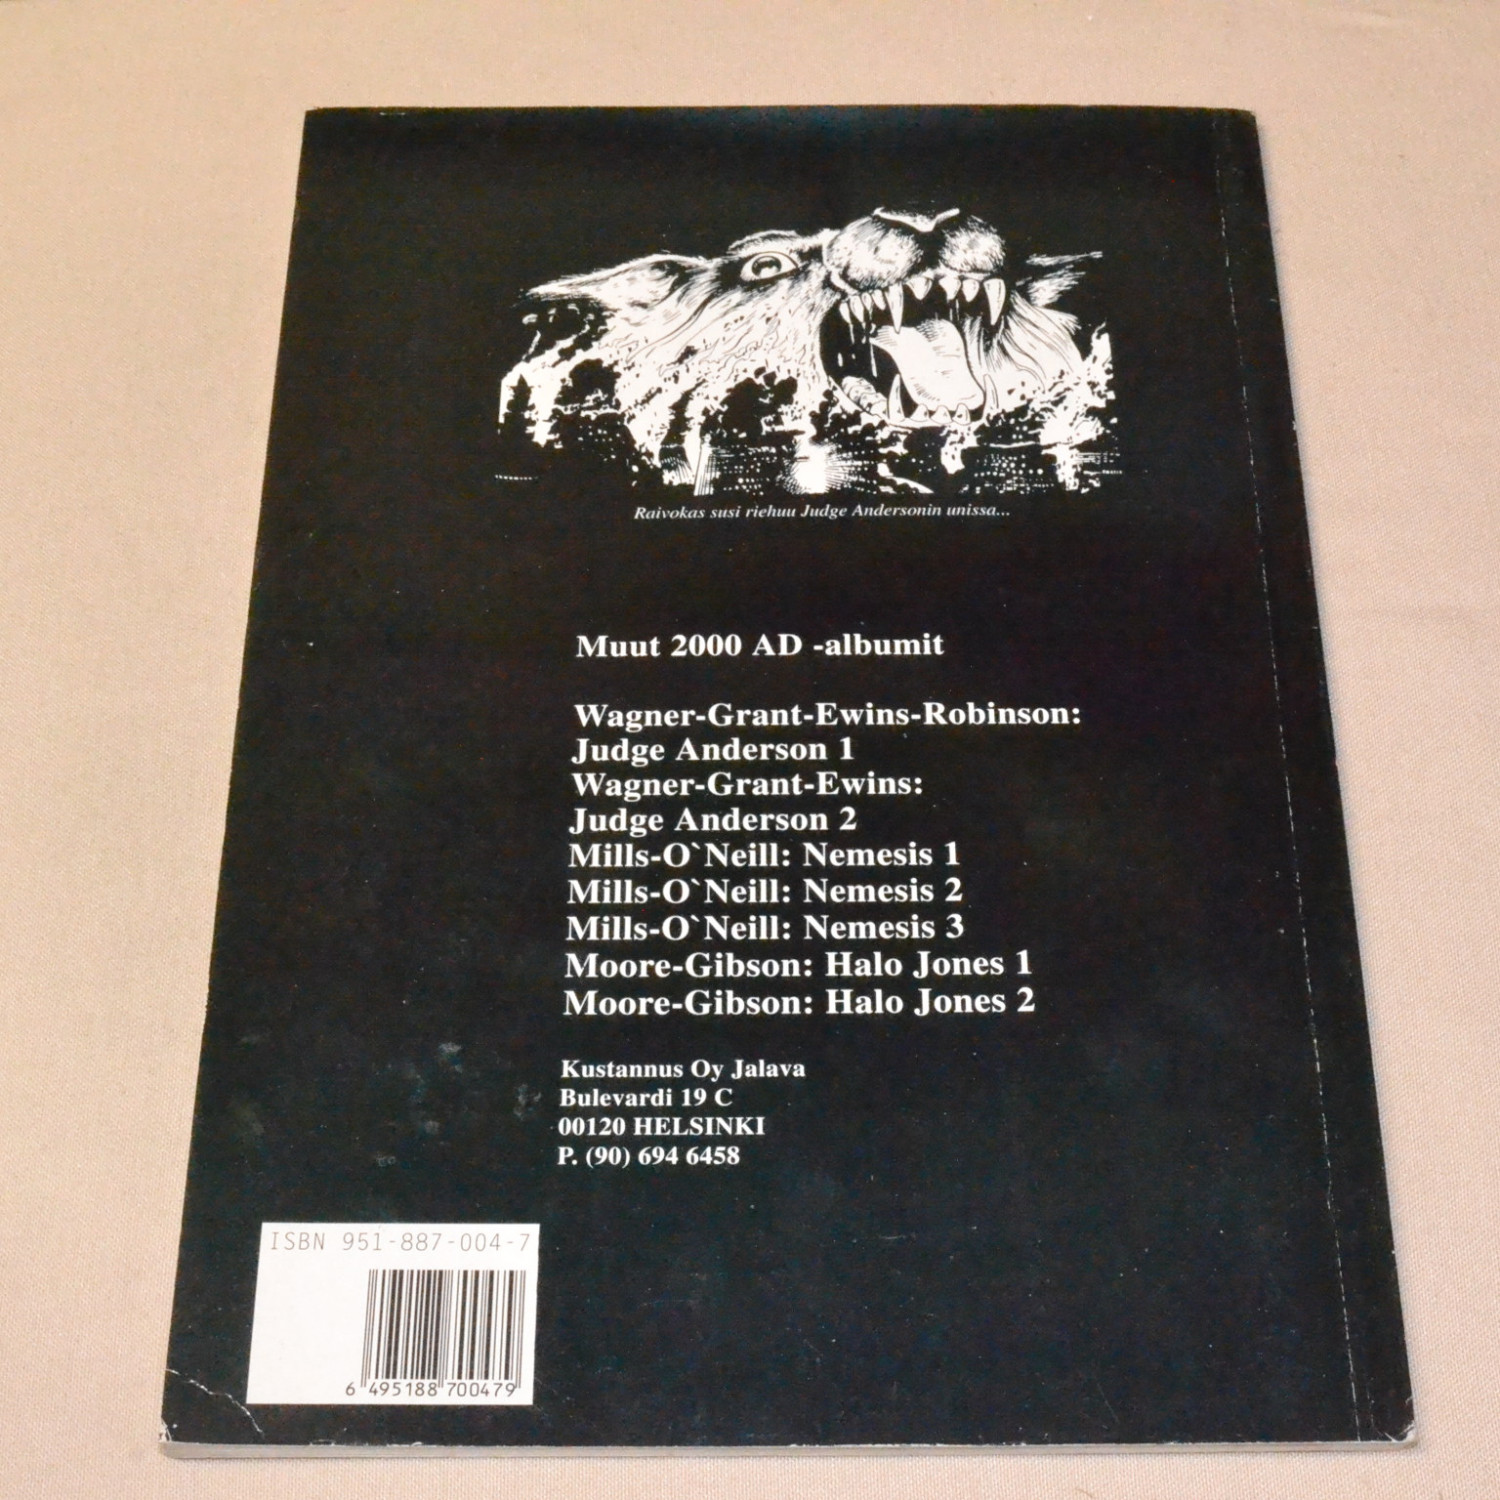 Raivokas susi riehuu Judge Andersonin unissa...
Muut 2000 AD -albumit
Wagner-Grant-Ewins-Robinson:
Judge Anderson 1
Wagner-Grant-Ewins:
Judge Anderson 2
Mills-O`Neill: Nemesis 1
Mills-O`Neill: Nemesis 2
Mills-O`Neill: Nemesis 3
Moore-Gibson: Halo Jones 1
Moore-Gibson: Halo Jones 2
Kustannus Oy Jalava
Bulevardi 19 C
00120 HELSINKI
P. (90) 694 6458
ISBN 951-887-004-7
6 495188 700479